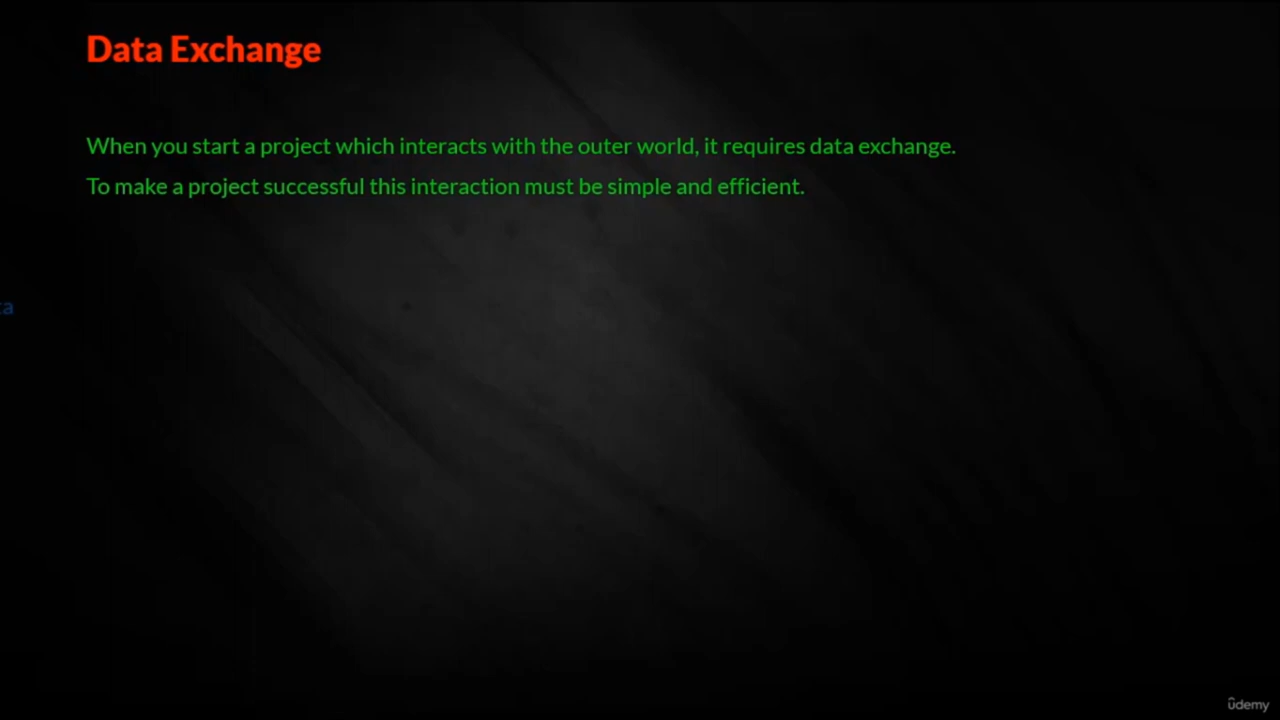 Data Exchange
When you start a project which interacts with the outer world, it requires data exchange.
To make a project successful this interaction must be simple and efficient.
ûdemy